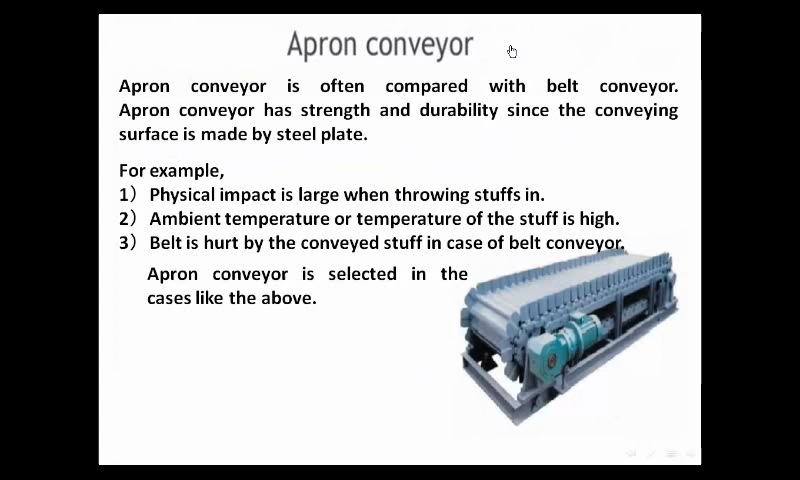 Apron conveyor
Apron conveyor is often compared with belt conveyor.
Apron conveyor has strength and durability since the conveying
surface is made by steel plate.
For example,
1) Physical impact is large when throwing stuffs in.
2) Ambient temperature or temperature of the stuff is high.
3) Belt is hurt by the conveyed stuff in case of belt conveyor.
Apron conveyor is selected in the
cases like the above.